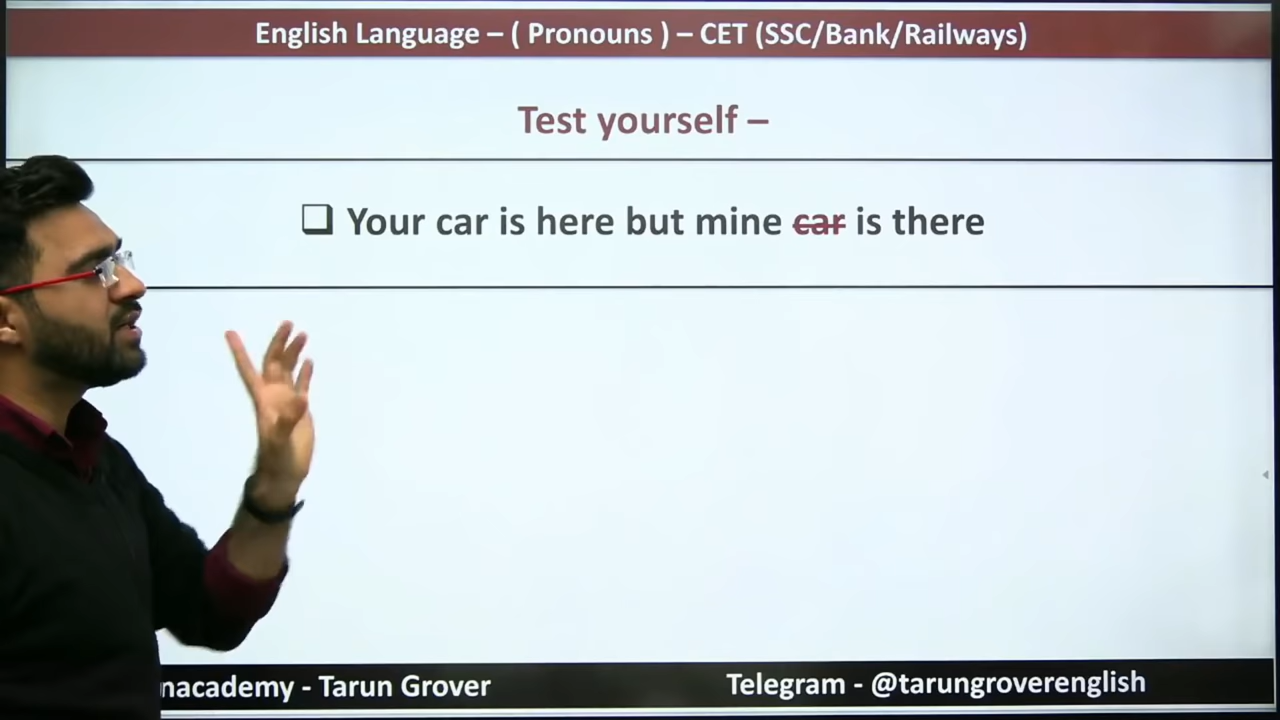 English Language – ( Pronouns ) – CET (SSC/Bank/Railways)
Test yourself –
❑ Your car is here but mine car is there
nacademy - Tarun Grover
Telegram - @tarungroverenglish